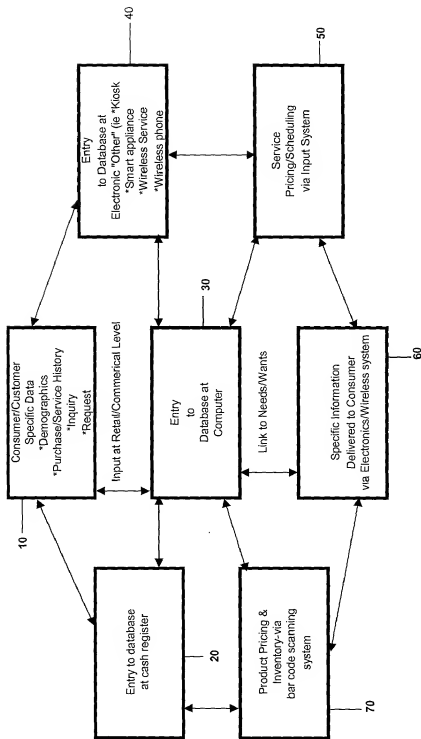 40
Entry
to Database at
Electronic "Other" (ie *Kiosk
*Smart appliance
*Wireless Service
*Wireless phone
50
Service
Pricing/Scheduling
via Input System
Consumer/Customer
Specific Data
*Demographics
*Purchase/Service History
*Inquiry
*Request
10
Input at Retail/Commerical Level
30
Entry
to
Database at
Computer
Link to Needs/Wants
Specific Information
Delivered to Consumer
via Electronics/Wireless system
60
Entry to database
at cash register
20
Product Pricing &
Inventory-via
bar code scanning
system
70